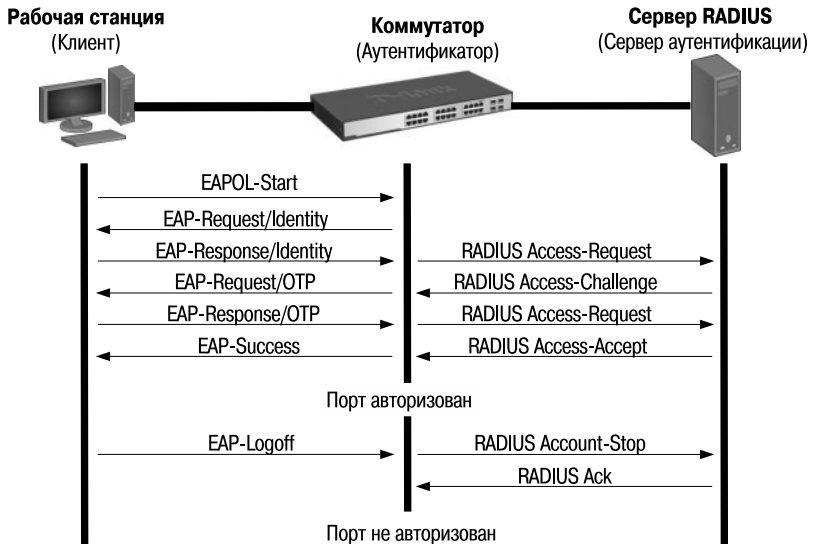 Рабочая станция
(Клиент)
Коммутатор
(Аутентификатор)
Сервер RADIUS
(Сервер аутентификации)
D-Link
EAPOL-Start
EAP-Request/Identity
EAP-Response/Identity
RADIUS Access-Request
EAP-Request/OTP
RADIUS Access-Challenge
EAP-Response/OTP
RADIUS Access-Request
EAP-Success
RADIUS Access-Accept
Порт авторизован
EAP-Logoff
RADIUS Account-Stop
RADIUS Ack
Порт не авторизован